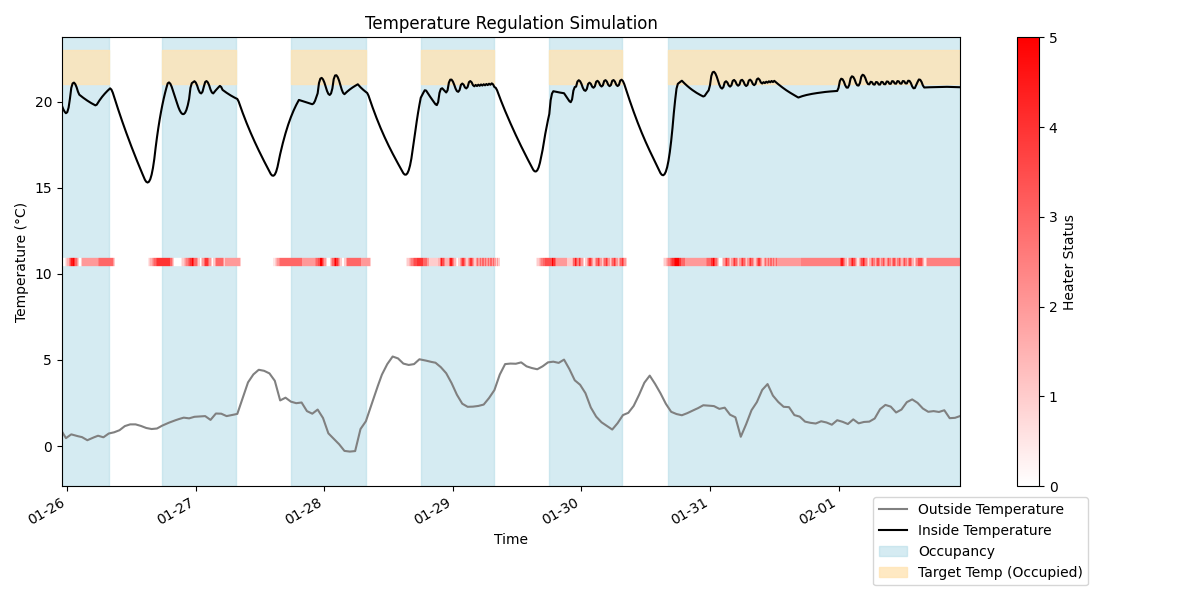 Temperature Regulation Simulation
Temperature (°C)
20
15
10
5
0
01-26
01-27
01-28
01-29
01-30
01-31
02-01
Time
5
4
3
2
1
0
Heater Status
Outside Temperature
Inside Temperature
Occupancy
Target Temp (Occupied)